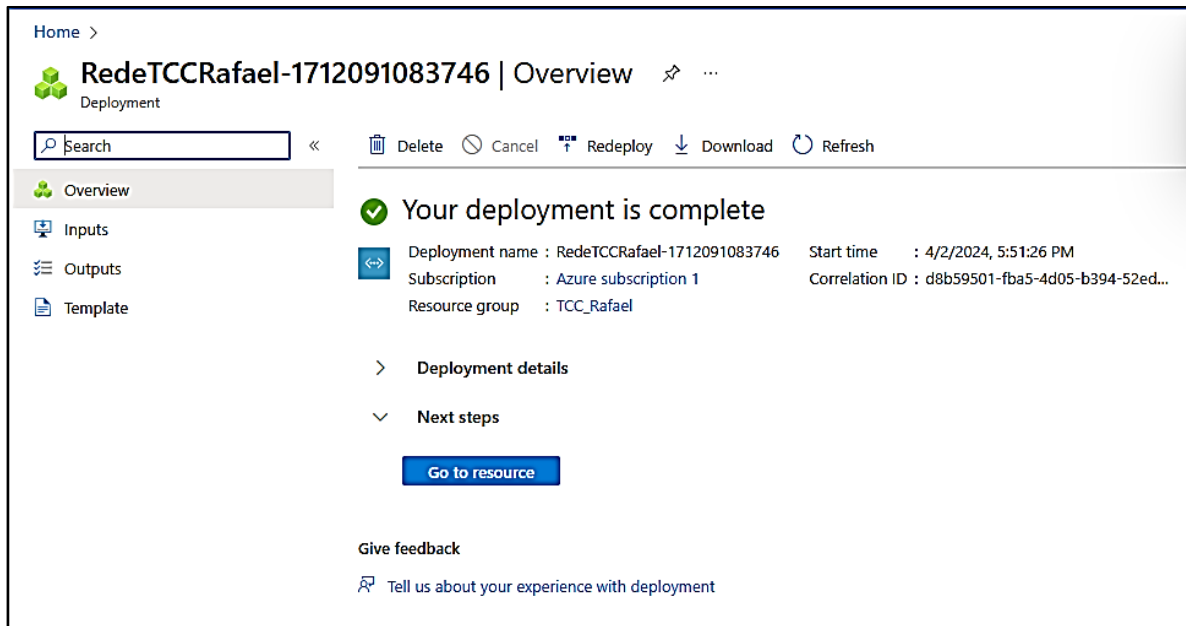 Home >
RedeTCCRafael-1712091083746 | Overview ...
Deployment
Search «
Delete Cancel Redeploy Download Refresh
Overview
Inputs
Outputs
Template
Your deployment is complete
Deployment name : RedeTCCRafael-1712091083746 Start time : 4/2/2024, 5:51:26 PM
Subscription : Azure subscription 1 Correlation ID : d8b59501-fba5-4d05-b394-52ed...
Resource group : TCC_Rafael
Deployment details
Next steps
Go to resource
Give feedback
Tell us about your experience with deployment